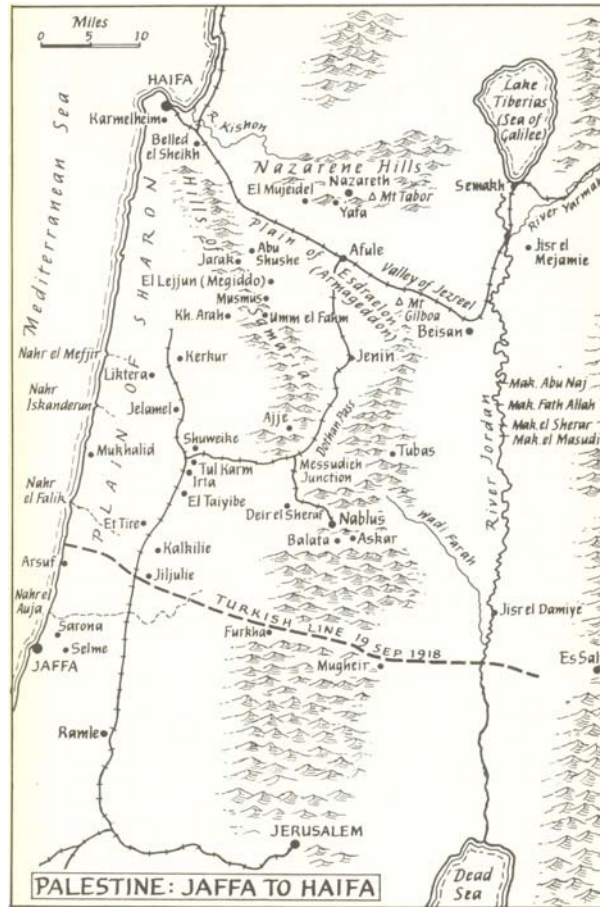 Miles
0 5 10
HAIFA
Karmelheim
R. Kishon
Belled
el Sheikh
Lake
Tiberias
(Sea of
Galilee)
Nazarene Hills
Nazareth
El Mujeidel
Mt Tabor
Yafa
Semakh
River Yarmak
Jisr el
Mejamie
Mediterranean Sea
PLAIN OF SHARON
Hills of Samaria
Plain of Esdraelon
(Armageddon)
Abu
Shushe
Jarak
Afule
Valley of Jezreel
El Lejjun (Megiddo)
Musmus
Mt
Gilboa
Kh. Arah
Umm el Fahm
Beisan
Nahr el Mefjir
Kerkur
Jenin
Liktera
Nahr
Iskanderun
Jelamel
Mak. Abu Naj
Mak. Fath Allah
Mak. el Sherar
Mak. el Masudi
Ajje
Dothan Pass
Shuweike
Mukhalid
Tul Karm
Irta
Messudieh
Junction
Tubas
River Jordan
El Taiyibe
Nahr
el Falik
Deir el Sherar
Nablus
Et Tire
Balata
Askar
Wadi Farah
Kalkilie
Arsuf
Jiljulie
Nahr el
Auja
TURKISH LINE 19 SEP 1918
Jisr el Damiye
Sarona
Selme
JAFFA
Furkha
Mugheir
Es Sal
Ramle
JERUSALEM
Dead
Sea
PALESTINE: JAFFA TO HAIFA